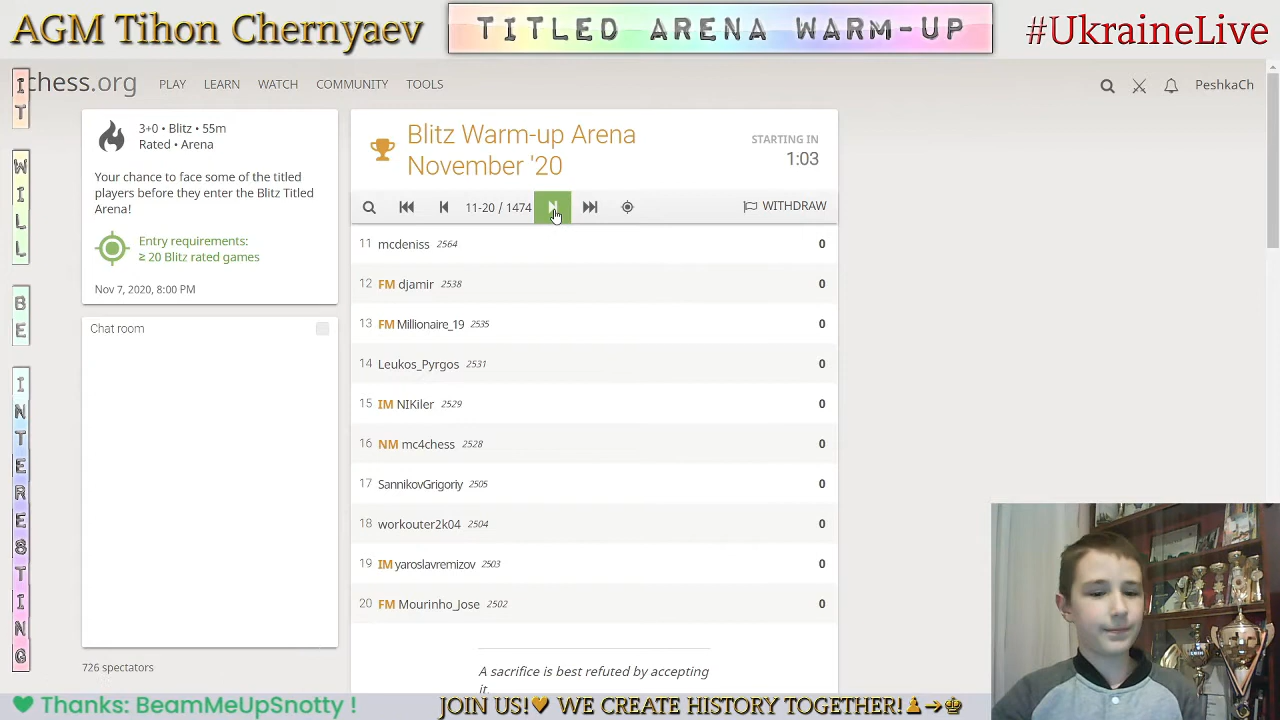 AGM Tihon Chernyaev
TITLED ARENA WARM-UP
#UkraineLive
chess.org
PLAY
LEARN
WATCH
COMMUNITY
TOOLS
PeshkaCh
IT
WILL
BE
INTERESTING
3+0 • Blitz • 55m
Rated • Arena
Your chance to face some of the titled
players before they enter the Blitz Titled
Arena!
Entry requirements:
≥ 20 Blitz rated games
Nov 7, 2020, 8:00 PM
Chat room
726 spectators
Blitz Warm-up Arena
November '20
STARTING IN
1:03
11-20 / 1474
WITHDRAW
11 mcdeniss 2564 0
12 FM djamir 2538 0
13 FM Millionaire_19 2535 0
14 Leukos_Pyrgos 2531 0
15 IM NIKiler 2529 0
16 NM mc4chess 2528 0
17 SannikovGrigoriy 2505 0
18 workouter2k04 2504 0
19 IM yaroslavremizov 2503 0
20 FM Mourinho_Jose 2502 0
A sacrifice is best refuted by accepting
it.
Thanks: BeamMeUpSnotty !
JOIN US!🧡 WE CREATE HISTORY TOGETHER!♟→♚